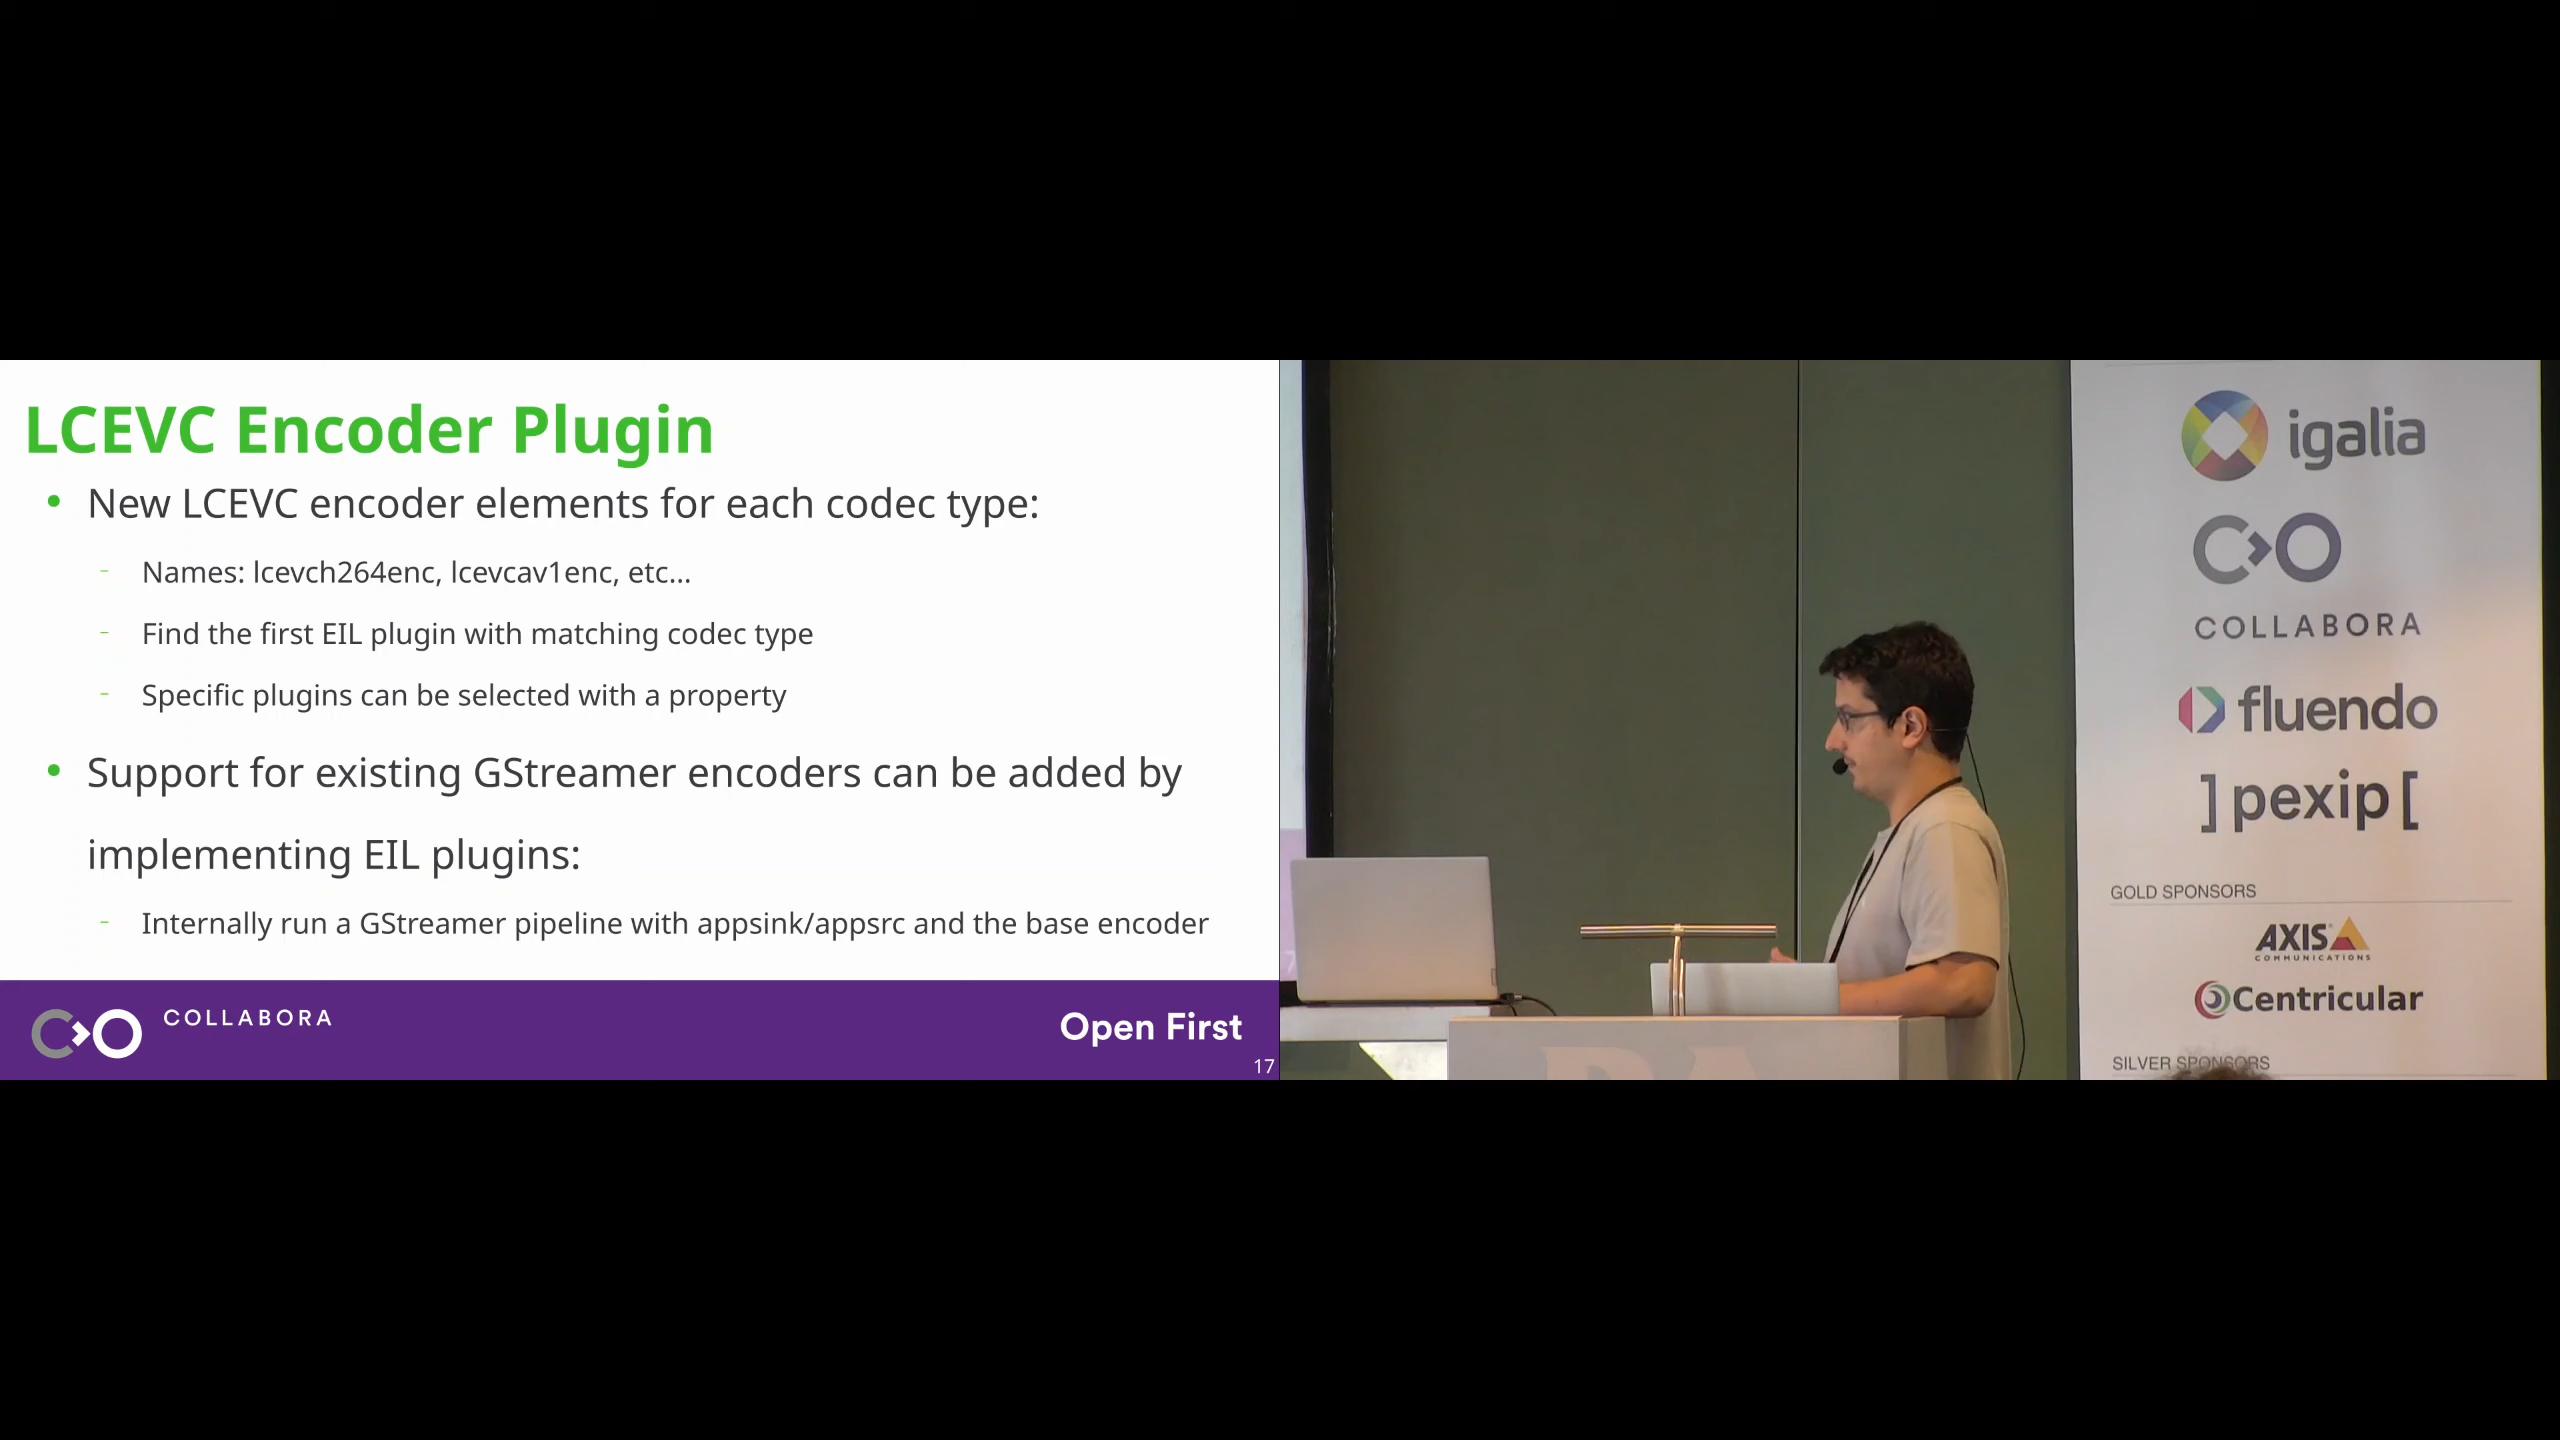 LCEVC Encoder Plugin
New LCEVC encoder elements for each codec type:
Names: lcevch264enc, lcevcav1enc, etc...
Find the first EIL plugin with matching codec type
Specific plugins can be selected with a property
Support for existing GStreamer encoders can be added by
implementing EIL plugins:
Internally run a GStreamer pipeline with appsink/appsrc and the base encoder
COLLABORA
Open First
17
igalia
COLLABORA
fluendo
]pexip[
GOLD SPONSORS
AXIS
COMMUNICATIONS
Centricular
SILVER SPONSORS